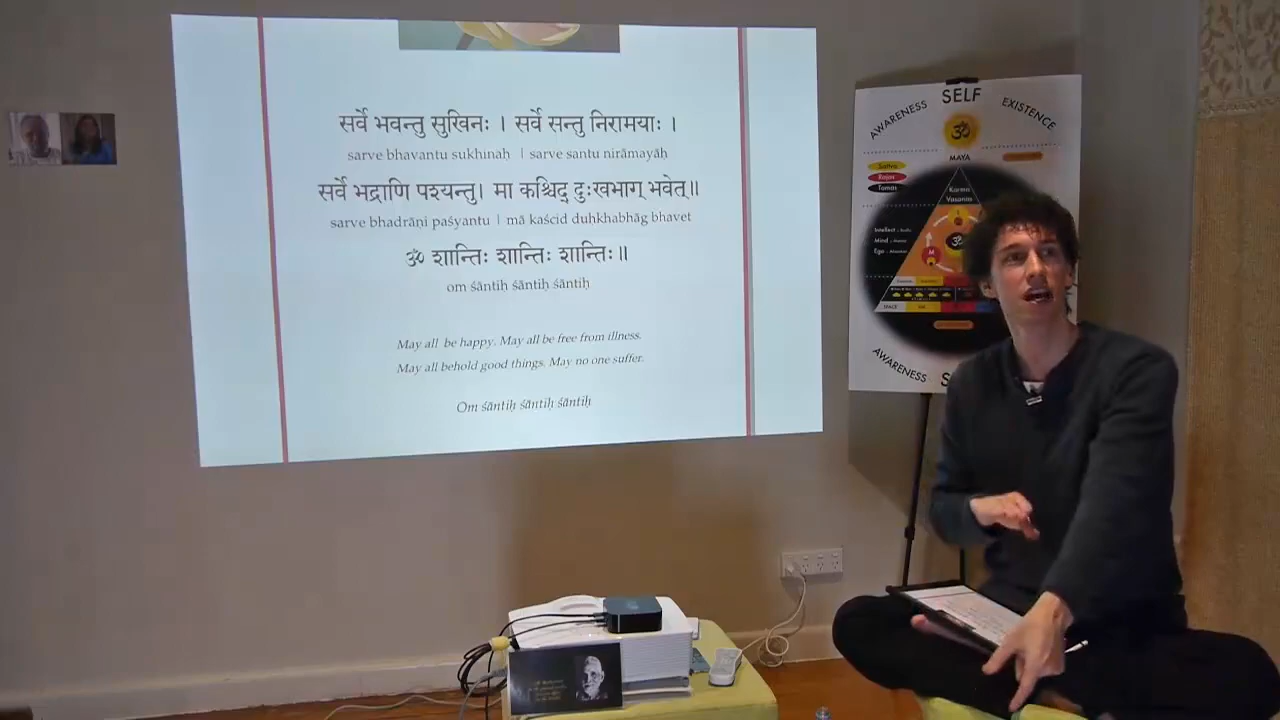 सर्वे भवन्तु सुखिनः । सर्वे सन्तु निरामयाः ।
sarve bhavantu sukhinaḥ | sarve santu nirāmayāḥ
सर्वे भद्राणि पश्यन्तु। मा कश्चिद् दुःखभाग् भवेत्॥
sarve bhadrāṇi paśyantu | mā kaścid duḥkhabhāg bhavet
ॐ शान्तिः शान्तिः शान्तिः॥
om śāntiḥ śāntiḥ śāntiḥ
May all be happy. May all be free from illness.
May all behold good things. May no one suffer.
Om śāntiḥ śāntiḥ śāntiḥ
AWARENESS SELF EXISTENCE
ॐ
MAYA
Sattva
Rajas
Tamas
Karma
Vasanas
Intellect
Mind
Ego
ॐ
M
SPACE
AWARENESS S